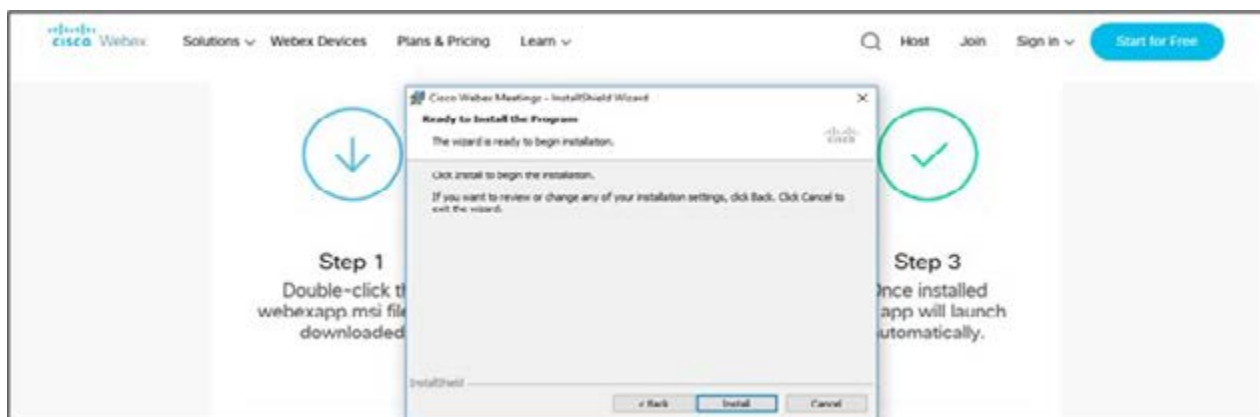 cisco Webex
Solutions Webex Devices Plans & Pricing Learn Host Join Sign in Start for Free
Cisco Webex Meetings - InstallShield Wizard
Ready to Install the Program
The wizard is ready to begin installation.
cisco
Click Install to begin the installation.
If you want to review or change any of your installation settings, click Back. Click Cancel to
exit the wizard.
Step 1
Double-click
webexapp.msi
downloaded
Step 3
installed
app will launch
automatically.
InstallShield
< Back Install Cancel